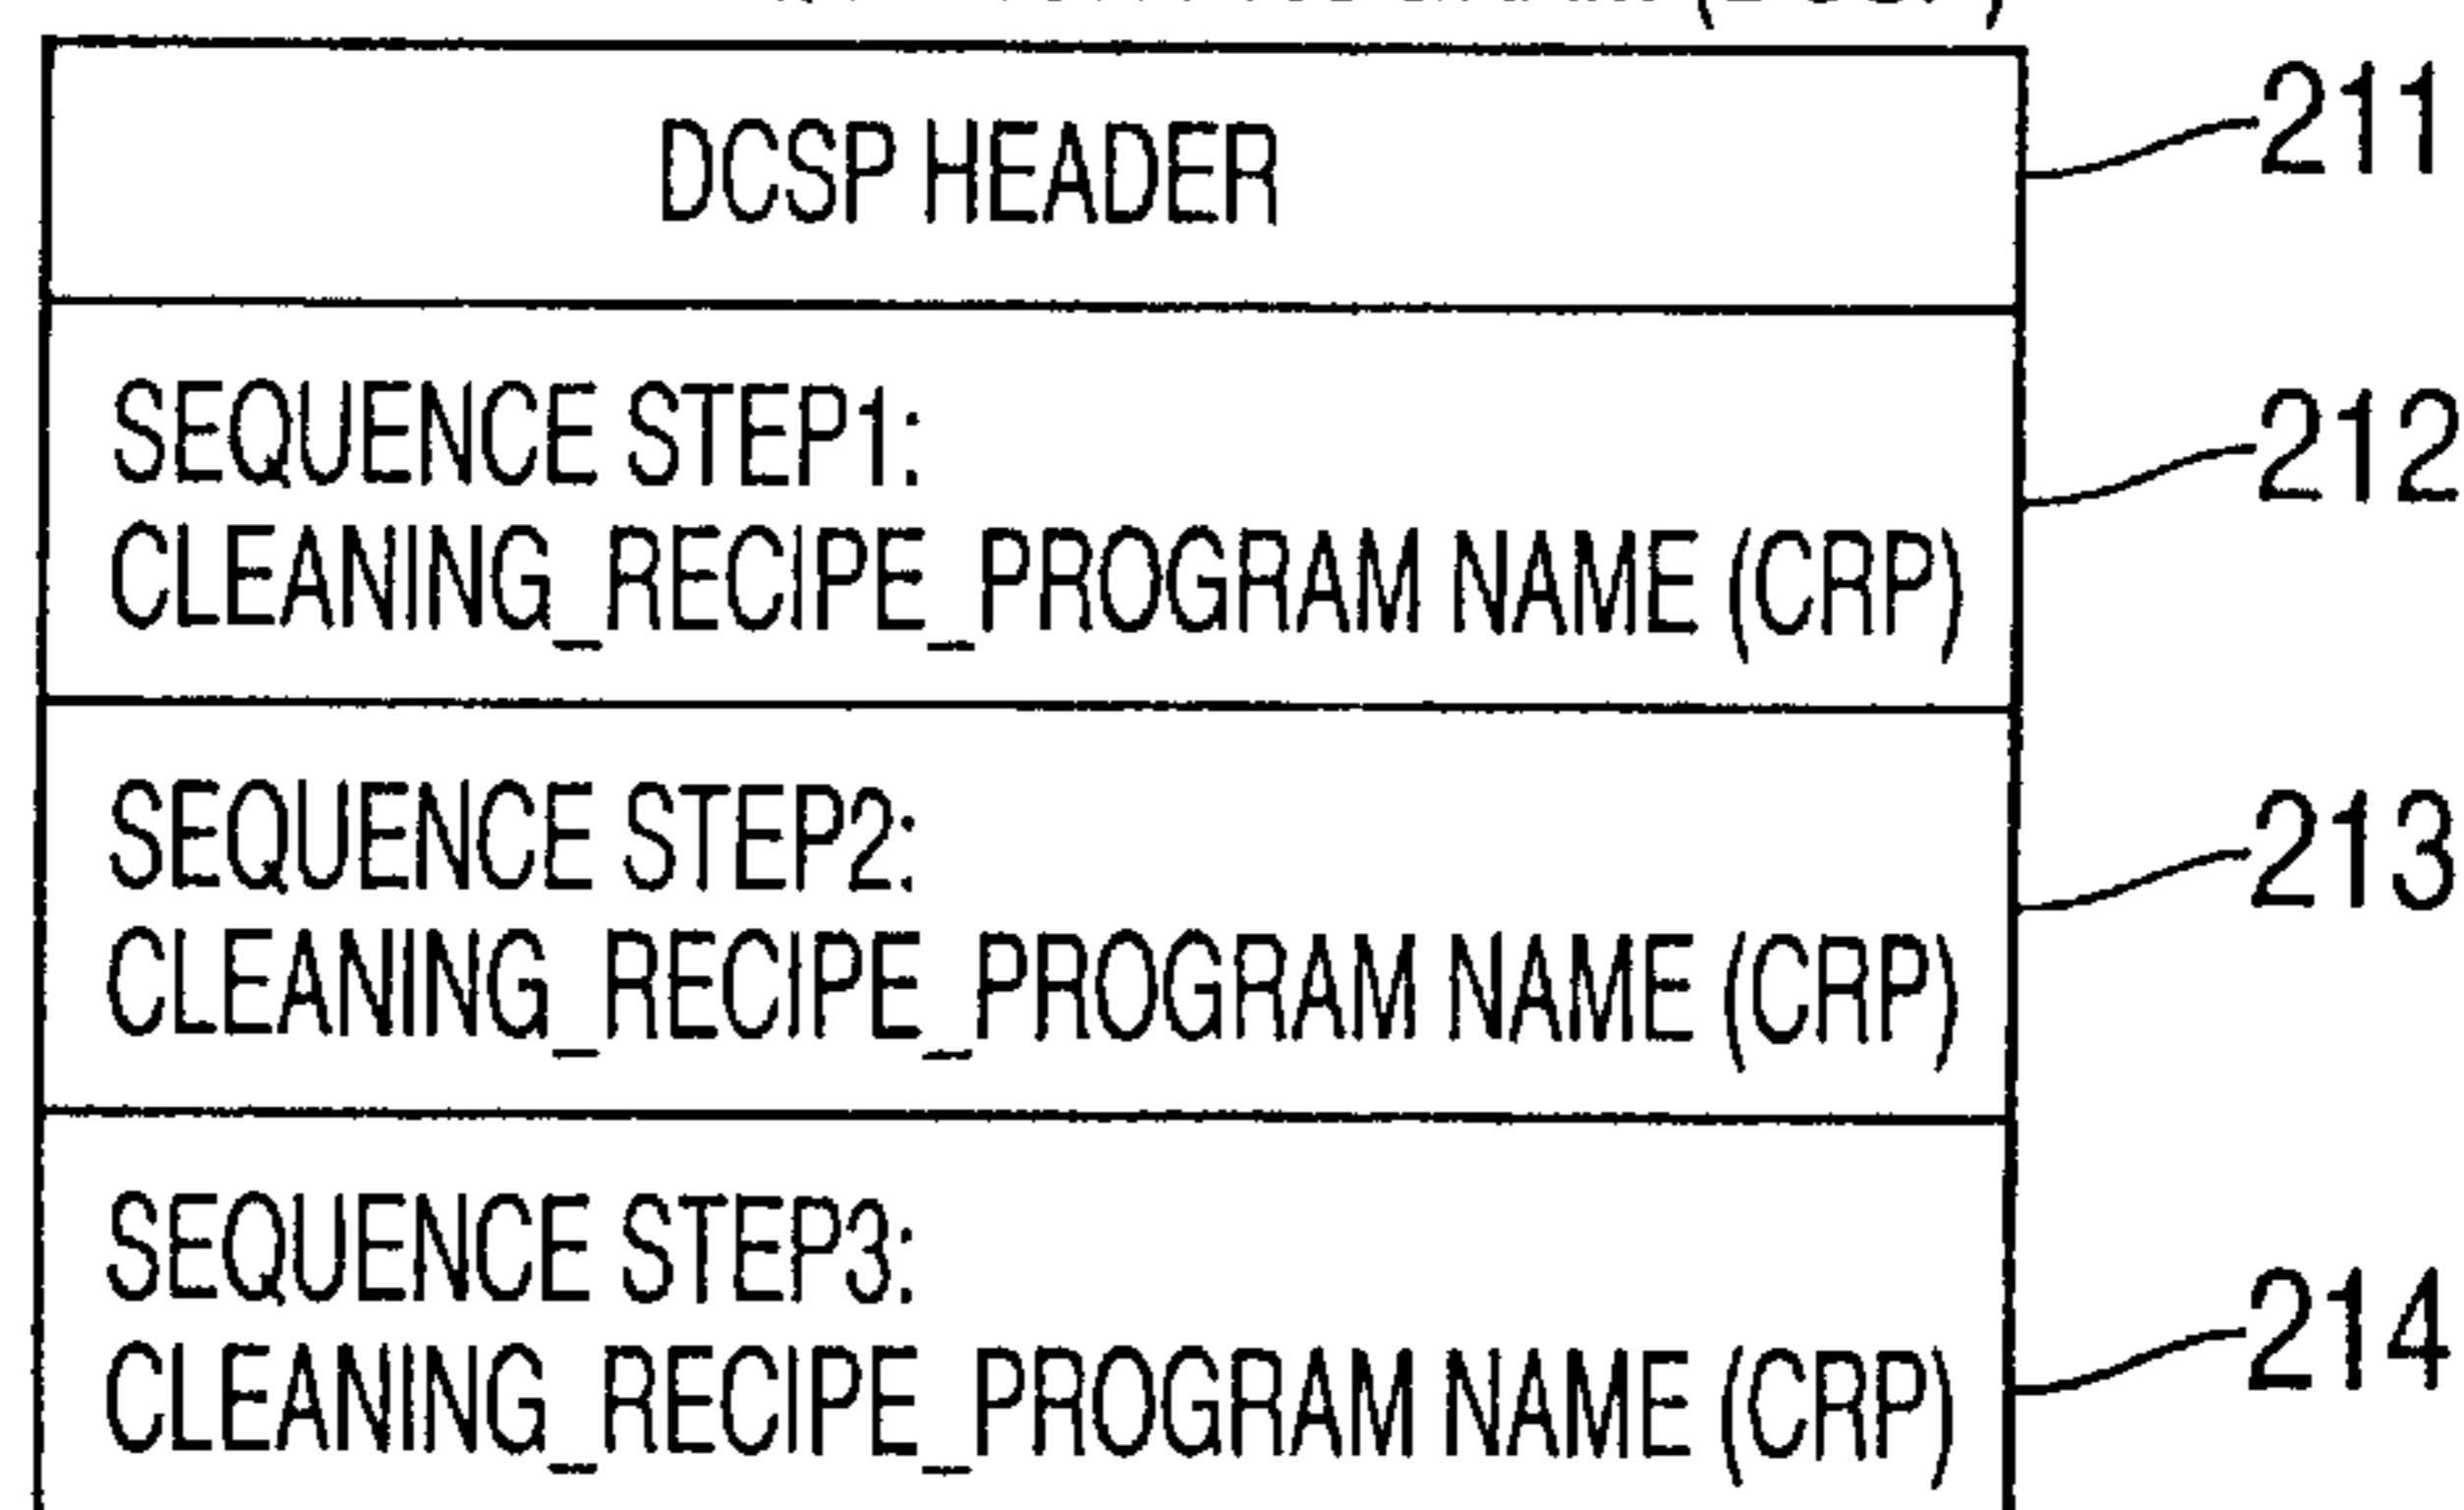 DCSP HEADER
211
SEQUENCE STEP1:
CLEANING_RECIPE_PROGRAM NAME (CRP)
212
SEQUENCE STEP2:
CLEANING_RECIPE_PROGRAM NAME (CRP)
213
SEQUENCE STEP3:
CLEANING_RECIPE_PROGRAM NAME (CRP)
214